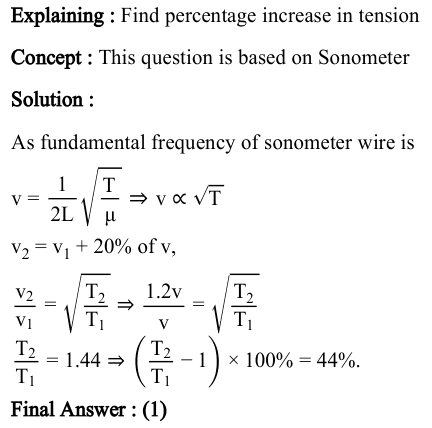 Explaining : Find percentage increase in tension
Concept : This question is based on Sonometer
Solution :
As fundamental frequency of sonometer wire is
v = 1/2L √(T/μ) ⇒ v ∝ √T
v₂ = v₁ + 20% of v,
v₂/v₁ = √(T₂/T₁) ⇒ 1.2v/v = √(T₂/T₁)
T₂/T₁ = 1.44 ⇒ (T₂/T₁ − 1) × 100% = 44%.
Final Answer : (1)